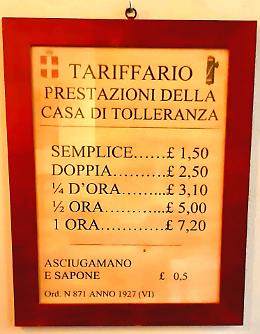 TARIFFARIO
PRESTAZIONI DELLA
CASA DI TOLLERANZA
SEMPLICE......£ 1,50
DOPPIA..........£ 2,50
¼ D'ORA........£ 3,10
½ ORA...........£ 5,00
1 ORA............£ 7,20
ASCIUGAMANO
E SAPONE £ 0,5
Ord. N 871 ANNO 1927 (VI)